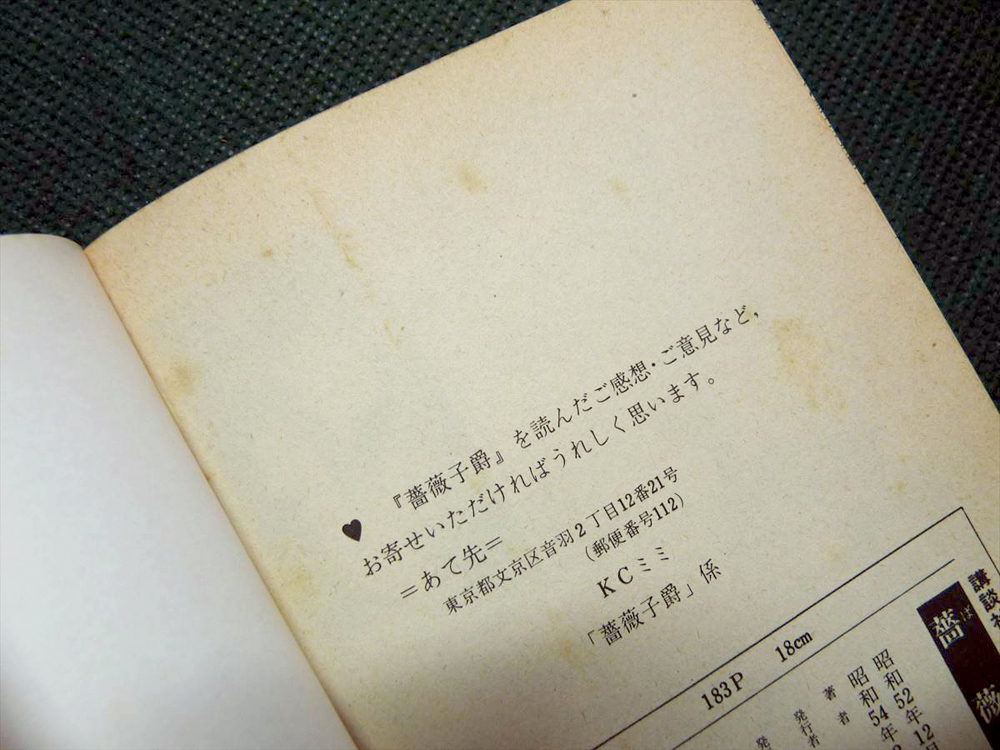 ♥
『薔薇子爵』を読んだご感想・ご意見など，
お寄せいただければうれしく思います。
＝あて先＝
東京都文京区音羽2丁目12番21号
（郵便番号112）
KCミミ
「薔薇子爵」係
183P 18cm
講談社
薔薇
ば
昭和52年12
昭和54年
著者
発行者
発